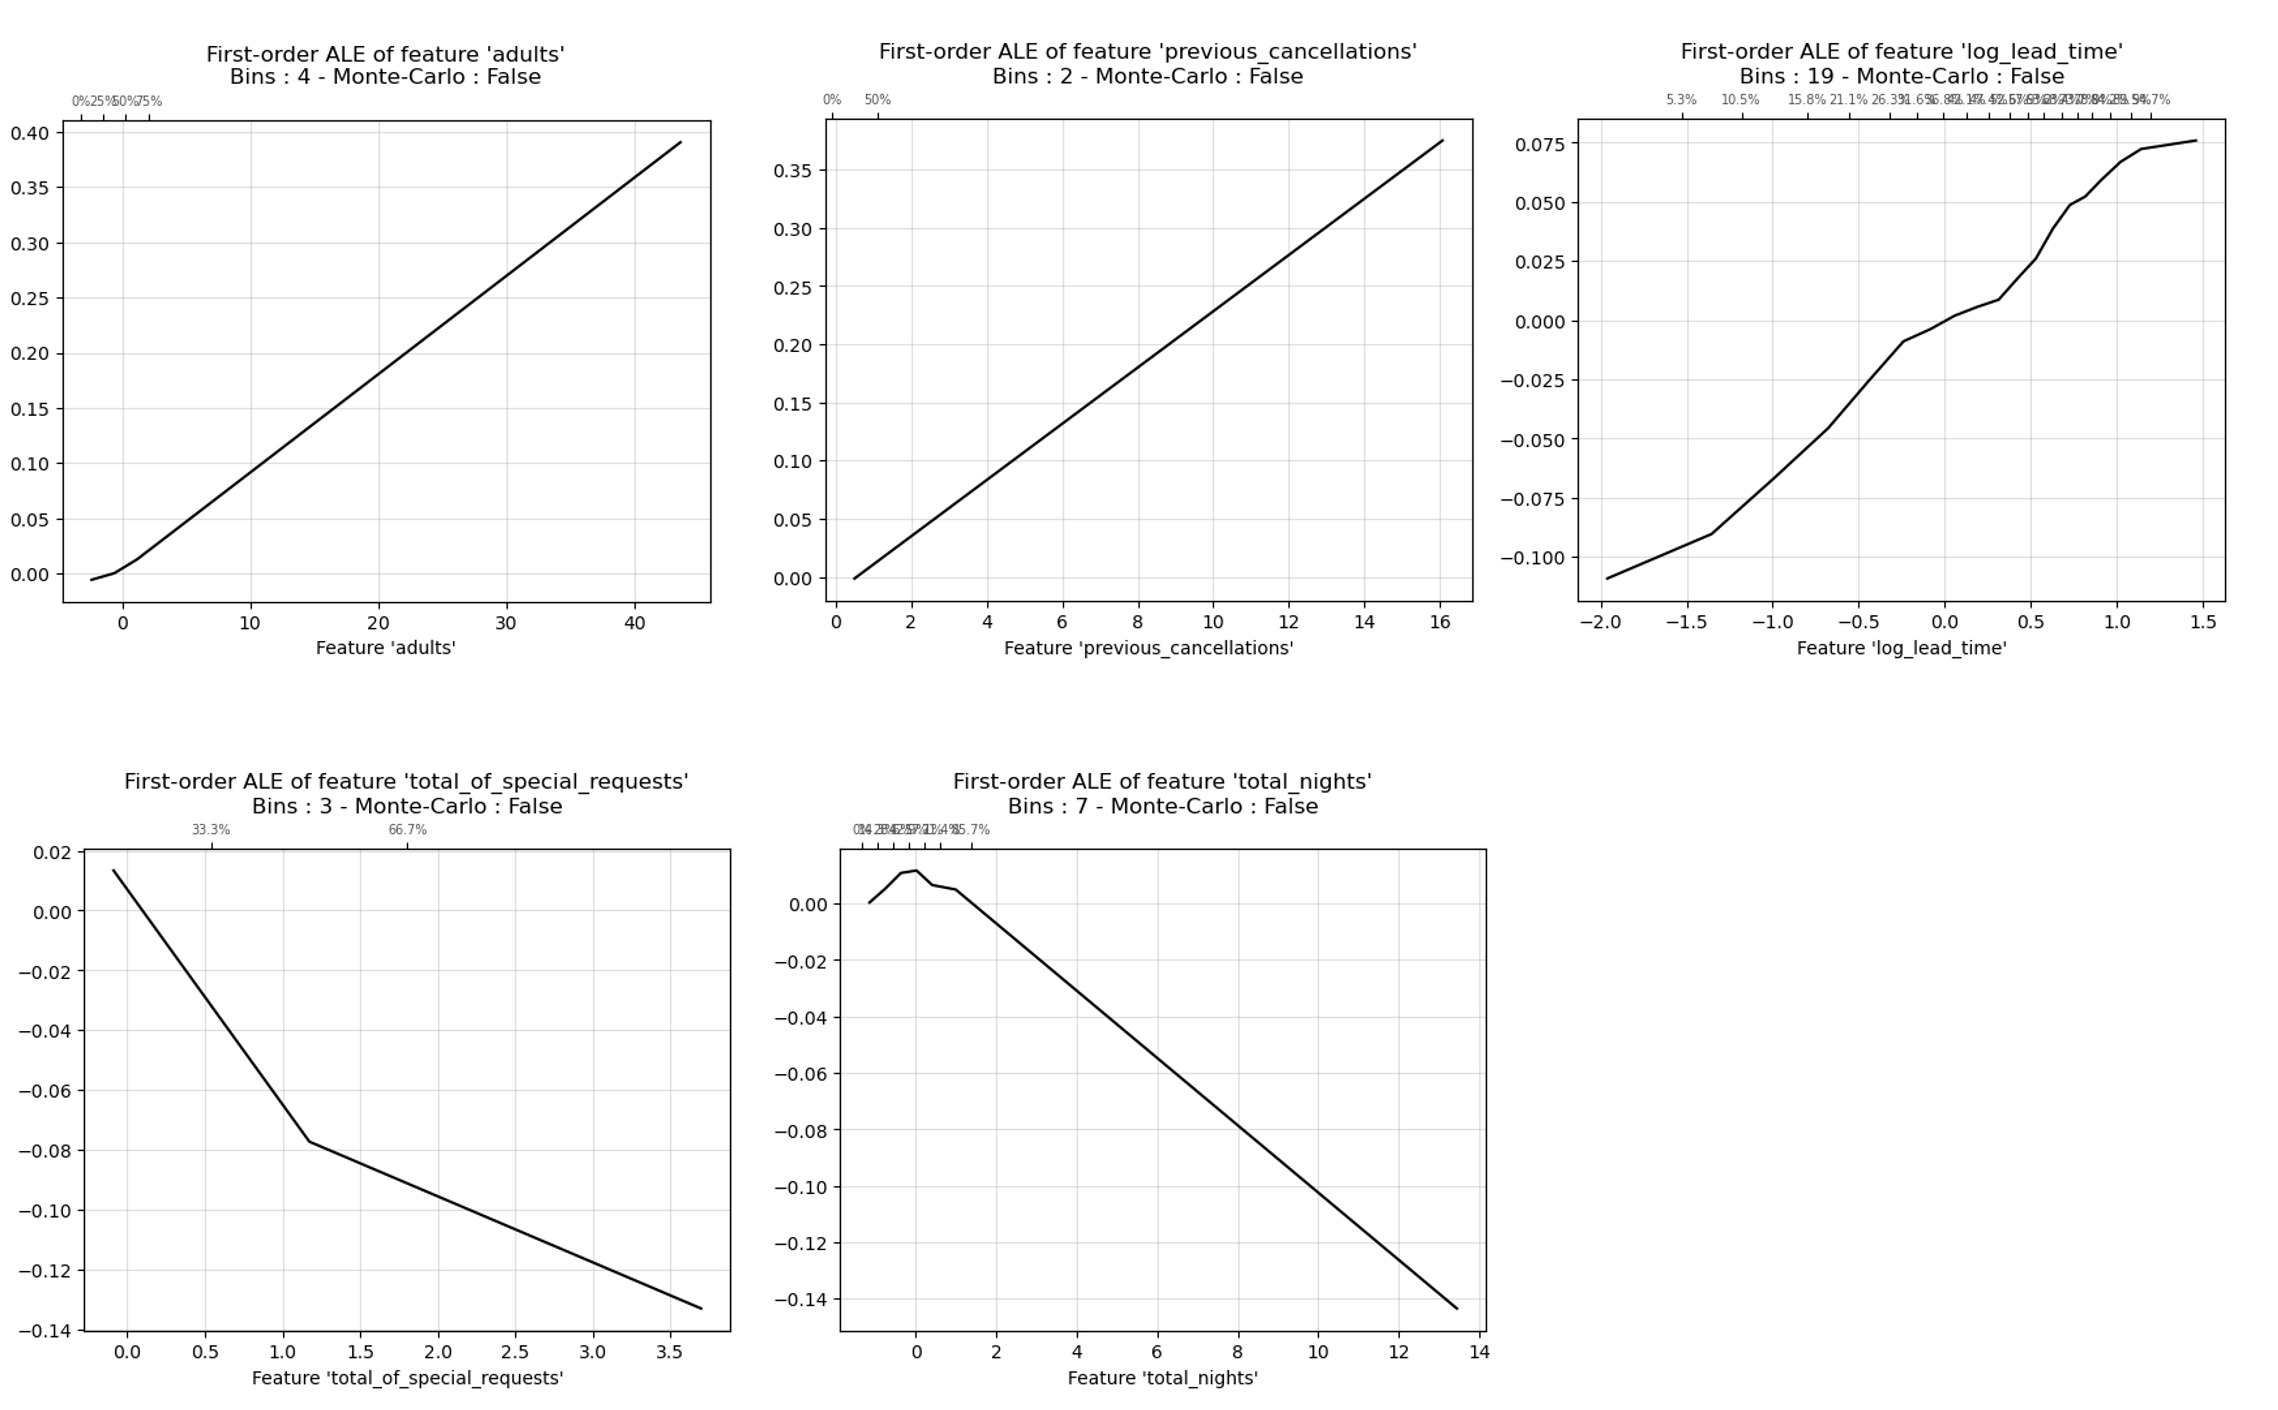 First-order ALE of feature 'adults'
Bins : 4 - Monte-Carlo : False
0% 25% 50% 75%
0.40
0.35
0.30
0.25
0.20
0.15
0.10
0.05
0.00
0 10 20 30 40
Feature 'adults'
First-order ALE of feature 'previous_cancellations'
Bins : 2 - Monte-Carlo : False
0% 50%
0.35
0.30
0.25
0.20
0.15
0.10
0.05
0.00
0 2 4 6 8 10 12 14 16
Feature 'previous_cancellations'
First-order ALE of feature 'log_lead_time'
Bins : 19 - Monte-Carlo : False
5.3% 10.5% 15.8% 21.1% 26.3% 31.6%
0.075
0.050
0.025
0.000
−0.025
−0.050
−0.075
−0.100
−2.0 −1.5 −1.0 −0.5 0.0 0.5 1.0 1.5
Feature 'log_lead_time'
First-order ALE of feature 'total_of_special_requests'
Bins : 3 - Monte-Carlo : False
33.3% 66.7%
0.02
0.00
−0.02
−0.04
−0.06
−0.08
−0.10
−0.12
−0.14
0.0 0.5 1.0 1.5 2.0 2.5 3.0 3.5
Feature 'total_of_special_requests'
First-order ALE of feature 'total_nights'
Bins : 7 - Monte-Carlo : False
85.7%
0.00
−0.02
−0.04
−0.06
−0.08
−0.10
−0.12
−0.14
0 2 4 6 8 10 12 14
Feature 'total_nights'